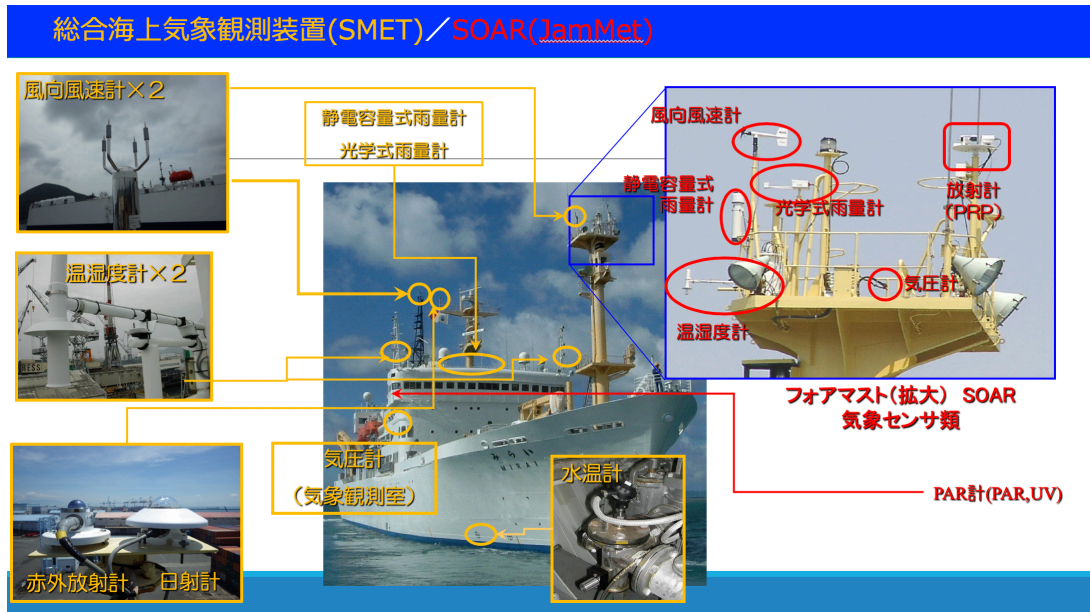 総合海上気象観測装置(SMET)／SOAR(JamMet)
風向風速計×２
静電容量式雨量計
光学式雨量計
風向風速計
静電容量式
雨量計
光学式雨量計
放射計
(PRP)
気圧計
温湿度計
温湿度計×２
フォアマスト(拡大) SOAR
気象センサ類
気圧計
(気象観測室)
みらい
MIRAI
水温計
PAR計(PAR,UV)
赤外放射計
日射計
RESS